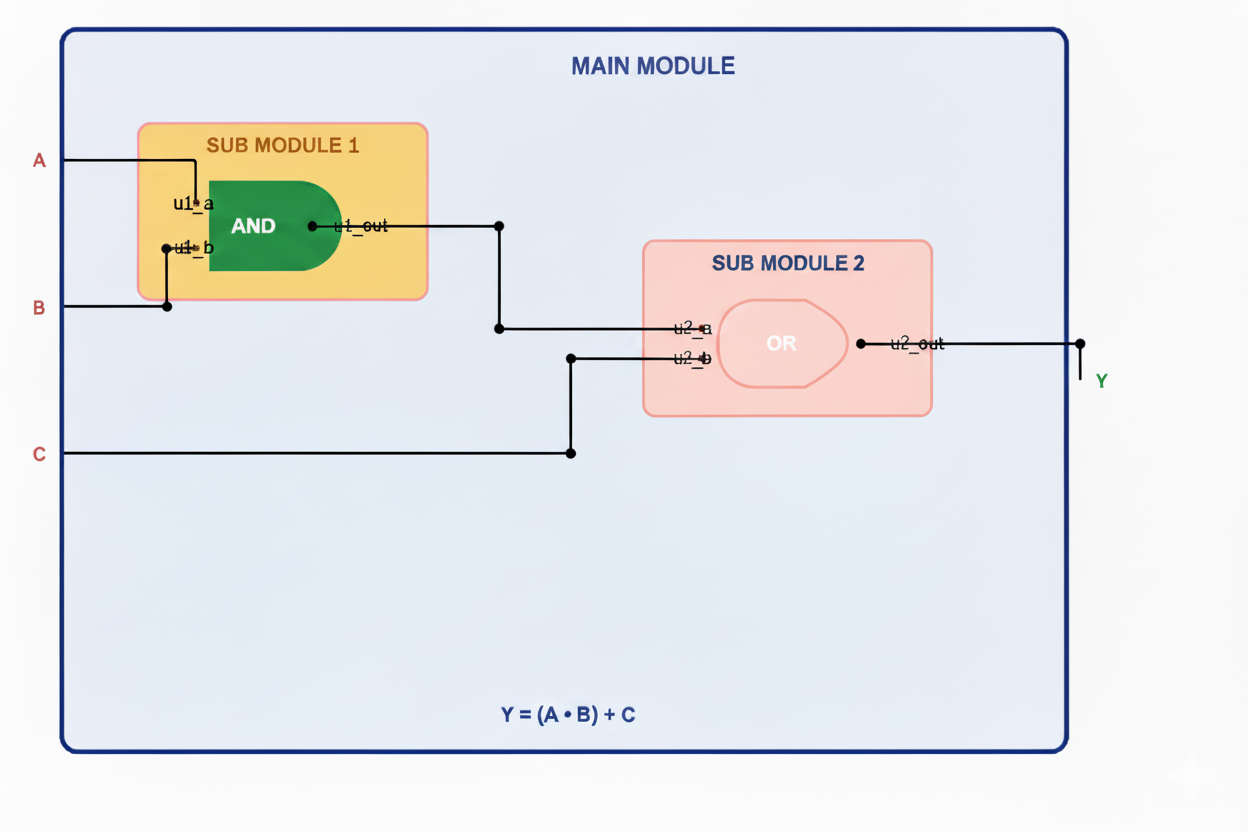 MAIN MODULE
SUB MODULE 1
A
u1_a
AND
u1_out
u1_b
B
SUB MODULE 2
u2_a
OR
u2_out
u2_b
Y
C
Y = (A • B) + C